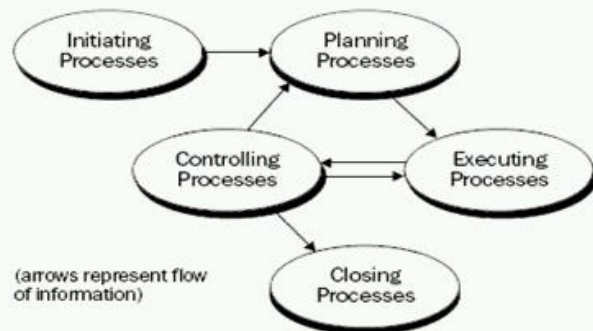 Initiating
Processes
Planning
Processes
Controlling
Processes
Executing
Processes
(arrows represent flow
of information)
Closing
Processes